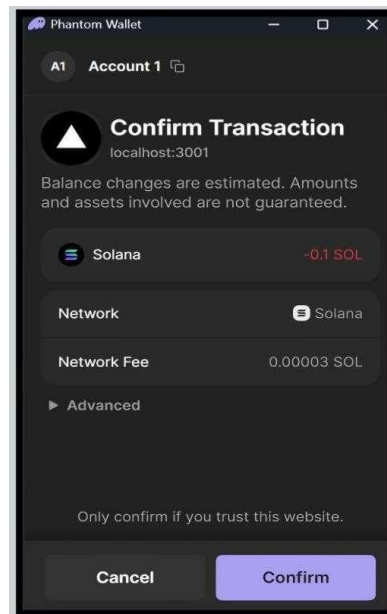 Phantom Wallet
A1 Account 1
Confirm Transaction
localhost:3001
Balance changes are estimated. Amounts
and assets involved are not guaranteed.
Solana -0.1 SOL
Network Solana
Network Fee 0.00003 SOL
Advanced
Only confirm if you trust this website.
Cancel Confirm